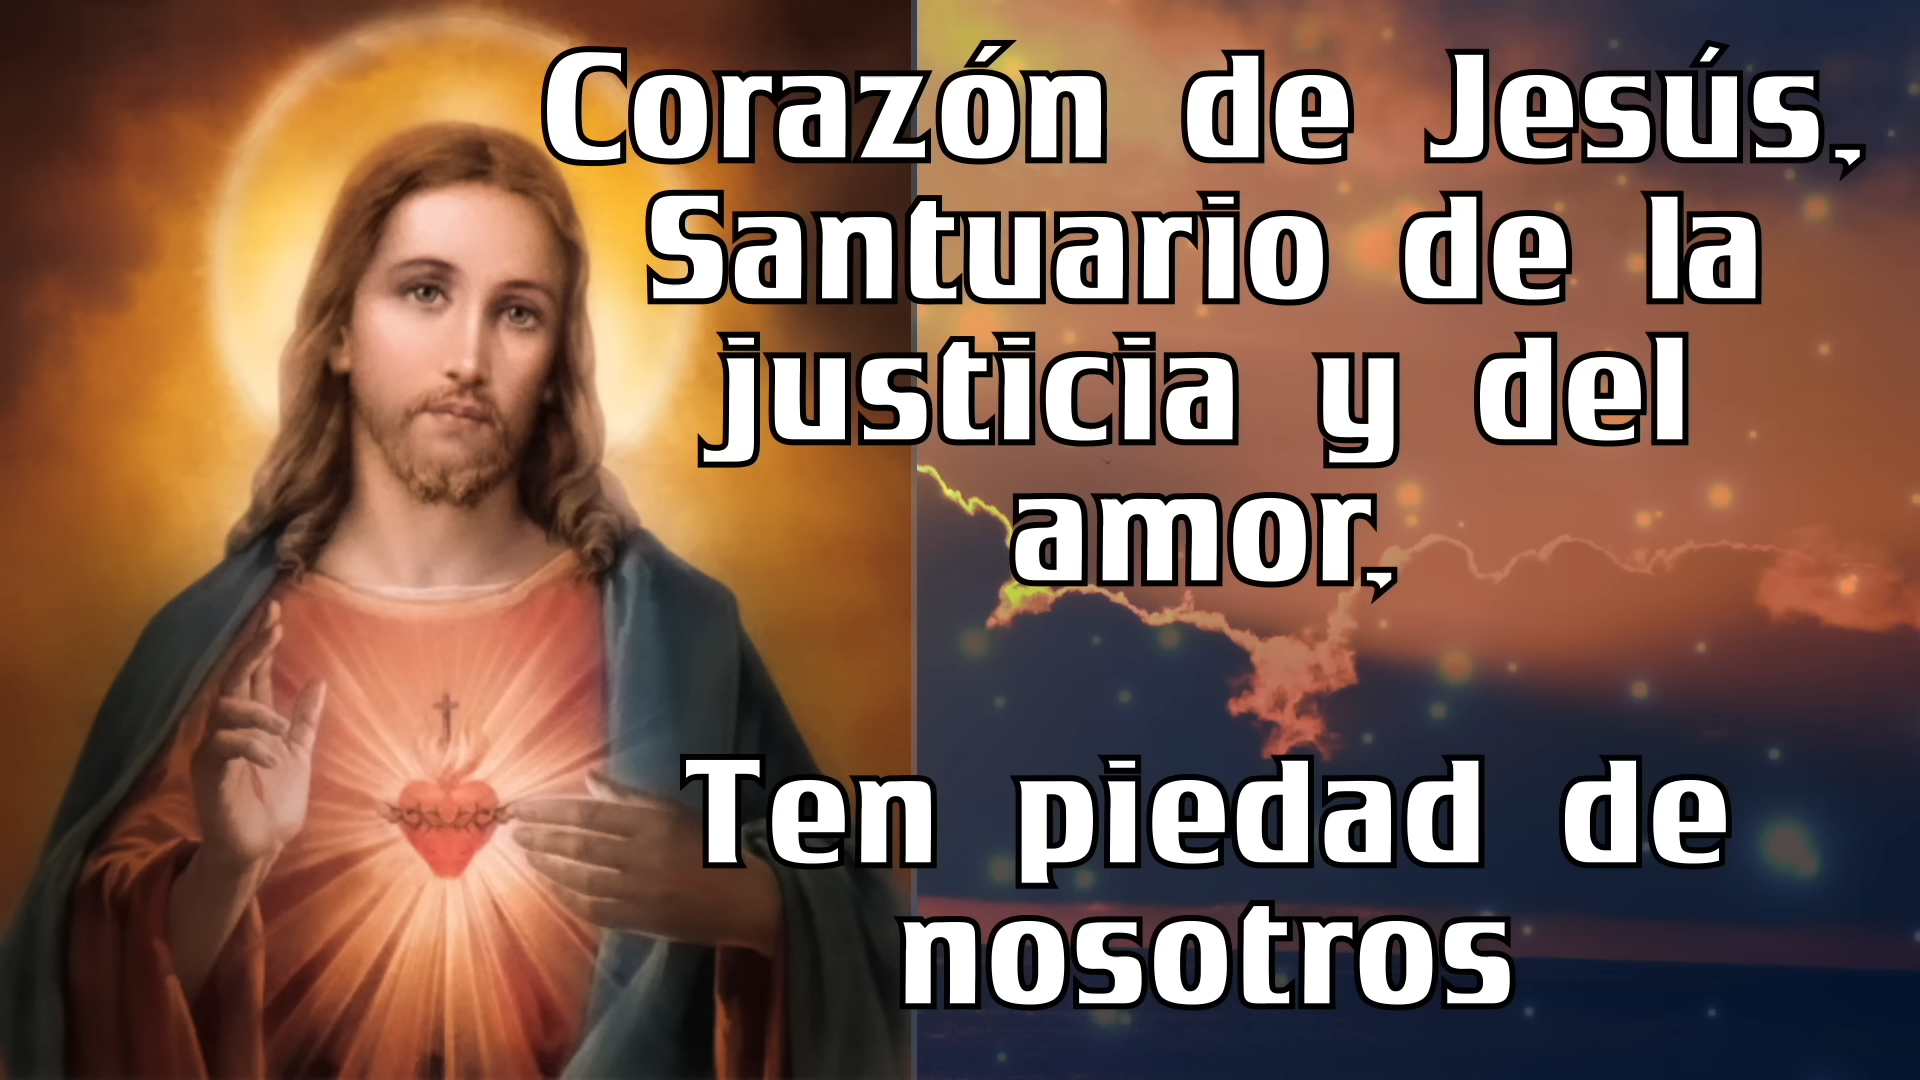 Corazón de Jesús,
Santuario de la
justicia y del
amor,
Ten piedad de
nosotros